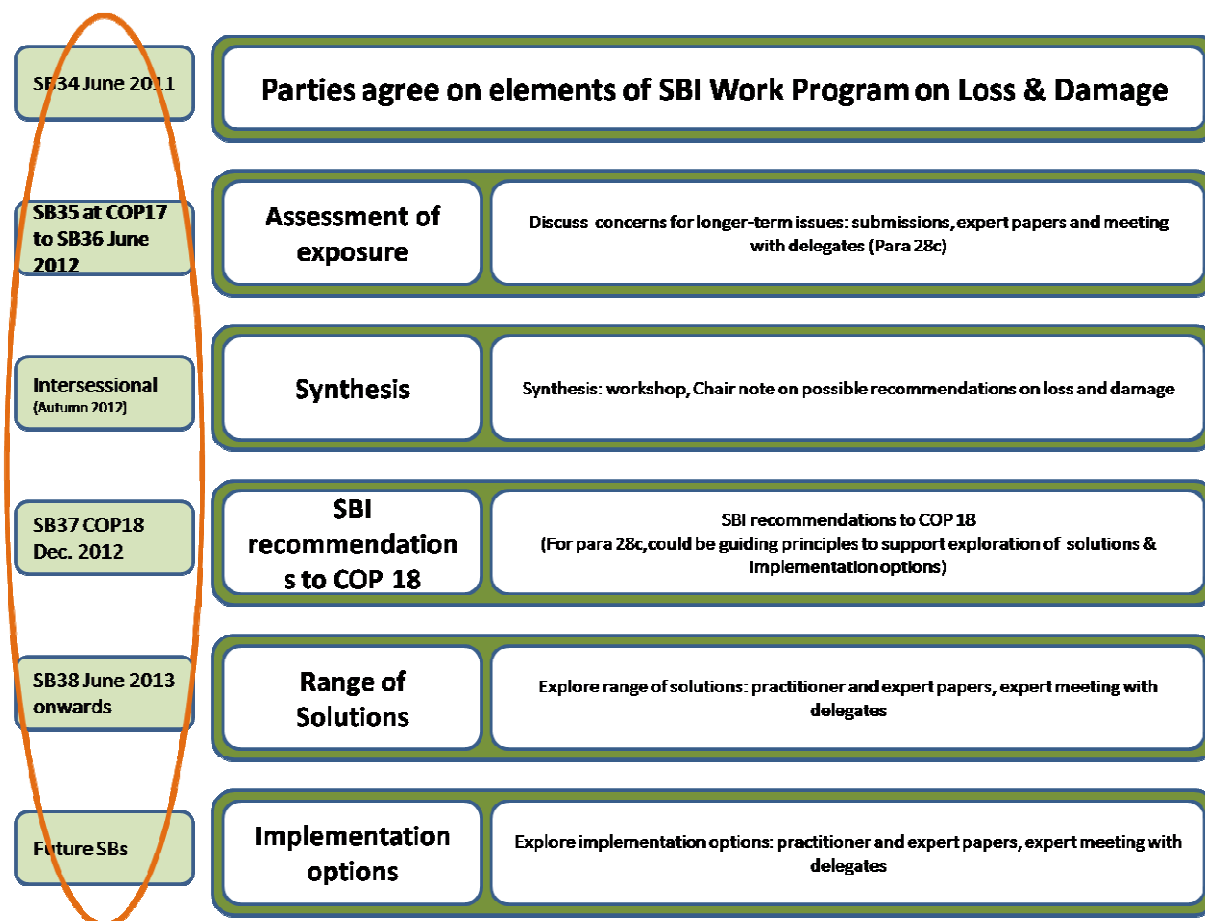 SB34 June 2011
Parties agree on elements of SBI Work Program on Loss & Damage
SB35 at COP17
to SB36 June
2012
Assessment of
exposure
Discuss concerns for longer-term issues: submissions, expert papers and meeting
with delegates (Para 28c)
Intersessional
(Autumn 2012)
Synthesis
Synthesis: workshop, Chair note on possible recommendations on loss and damage
SB37 COP18
Dec. 2012
SBI
recommendation
s to COP 18
SBI recommendations to COP 18
(For para 28c, could be guiding principles to support exploration of solutions &
implementation options)
SB38 June 2013
onwards
Range of
Solutions
Explore range of solutions: practitioner and expert papers, expert meeting with
delegates
Future SBs
Implementation
options
Explore implementation options: practitioner and expert papers, expert meeting with
delegates